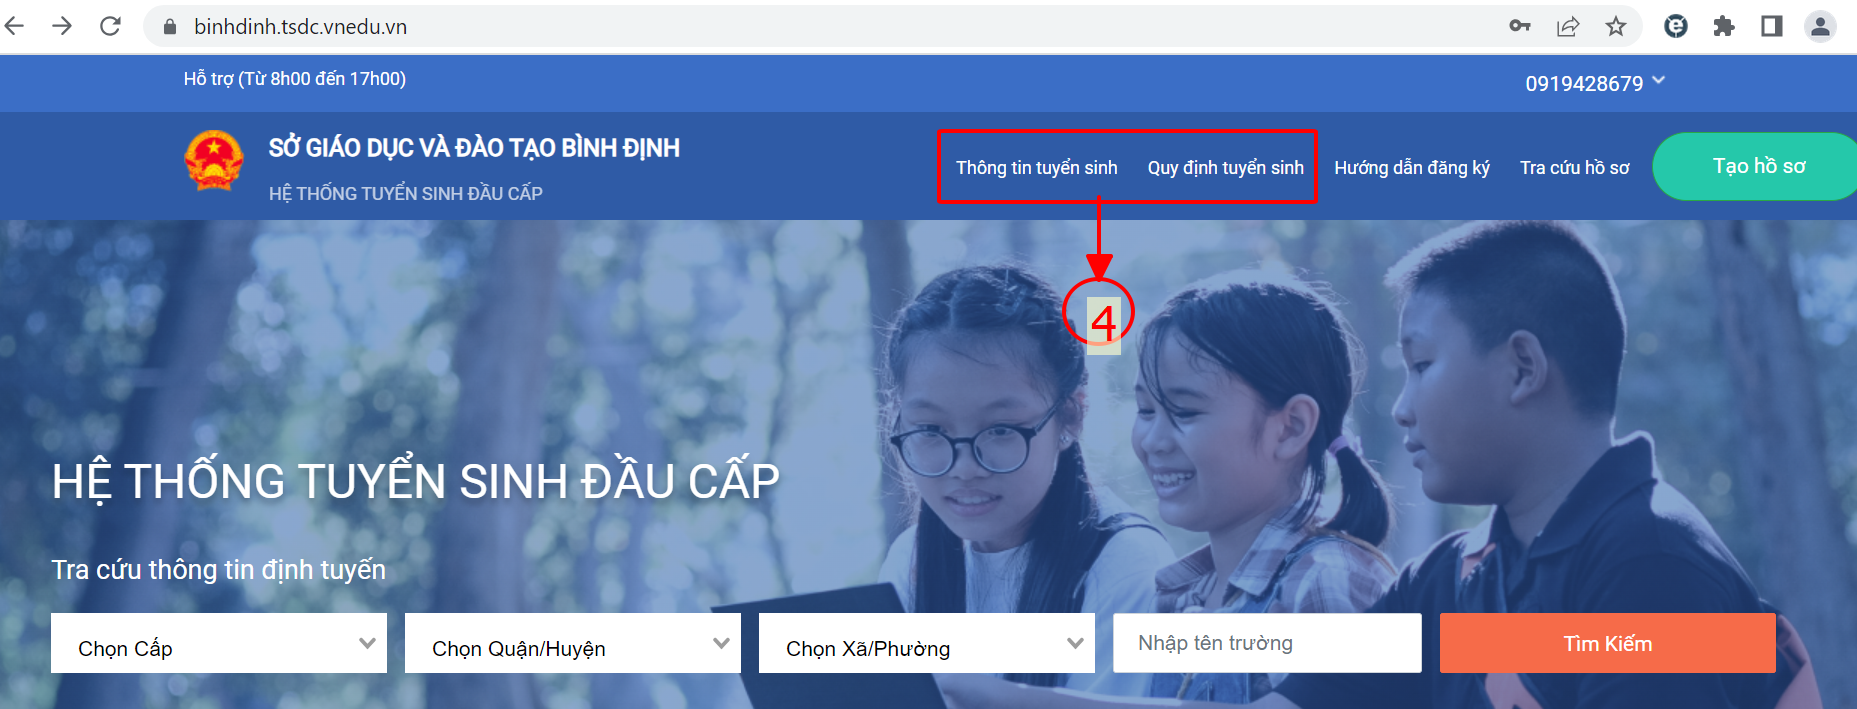 binhdinh.tsdc.vnedu.vn
Hỗ trợ (Từ 8h00 đến 17h00)
0919428679
SỞ GIÁO DỤC VÀ ĐÀO TẠO BÌNH ĐỊNH
HỆ THỐNG TUYỂN SINH ĐẦU CẤP
Thông tin tuyển sinh Quy định tuyển sinh Hướng dẫn đăng ký Tra cứu hồ sơ Tạo hồ sơ
4
HỆ THỐNG TUYỂN SINH ĐẦU CẤP
Tra cứu thông tin định tuyến
Chọn Cấp Chọn Quận/Huyện Chọn Xã/Phường Nhập tên trường Tìm Kiếm